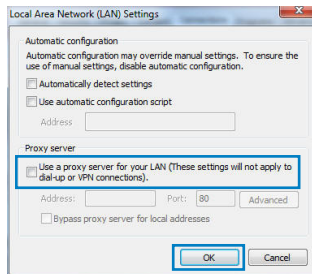 Local Area Network (LAN) Settings
Automatic configuration
Automatic configuration may override manual settings. To ensure the
use of manual settings, disable automatic configuration.
Automatically detect settings
Use automatic configuration script
Address
Proxy server
Use a proxy server for your LAN (These settings will not apply to
dial-up or VPN connections).
Address: Port: 80 Advanced
Bypass proxy server for local addresses
OK Cancel